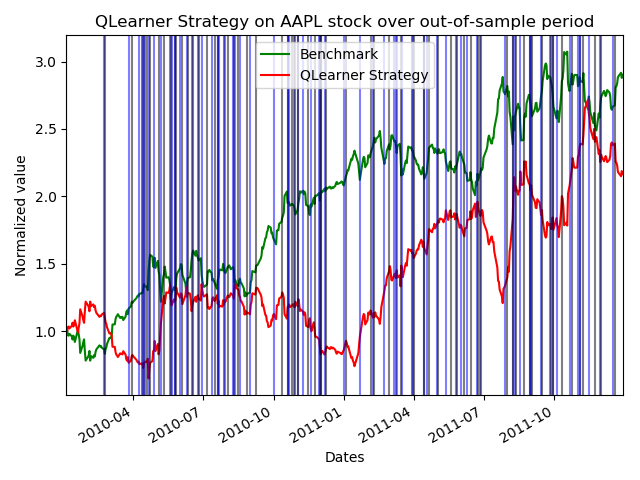 QLearner Strategy on AAPL stock over out-of-sample period
Benchmark
QLearner Strategy
Normalized value
3.0
2.5
2.0
1.5
1.0
2010-04
2010-07
2010-10
2011-01
2011-04
2011-07
2011-10
Dates